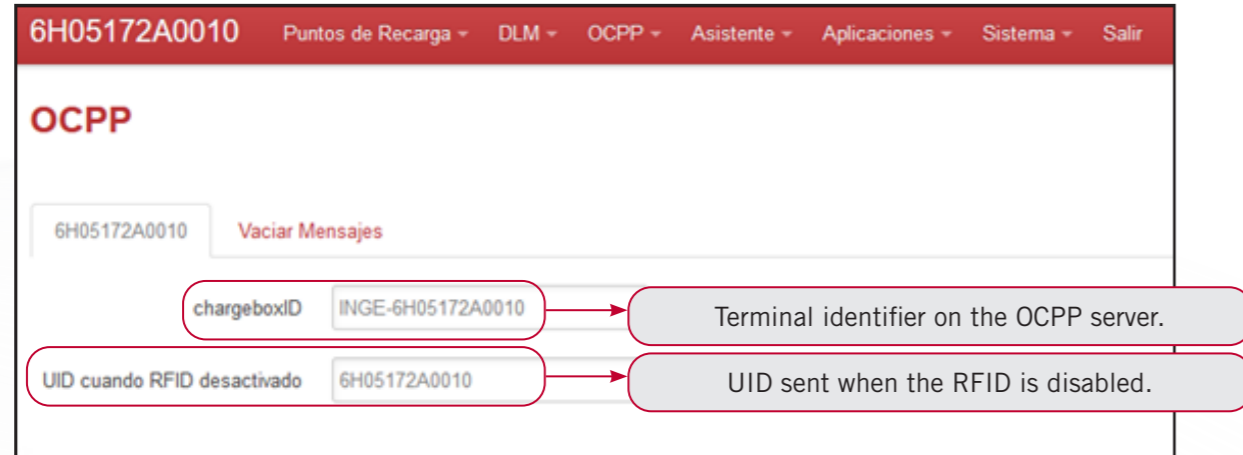 6H05172A0010 Puntos de Recarga DLM OCPP Asistente Aplicaciones Sistema Salir
OCPP
6H05172A0010 Vaciar Mensajes
chargeboxID INGE-6H05172A0010 Terminal identifier on the OCPP server.
UID cuando RFID desactivado 6H05172A0010 UID sent when the RFID is disabled.